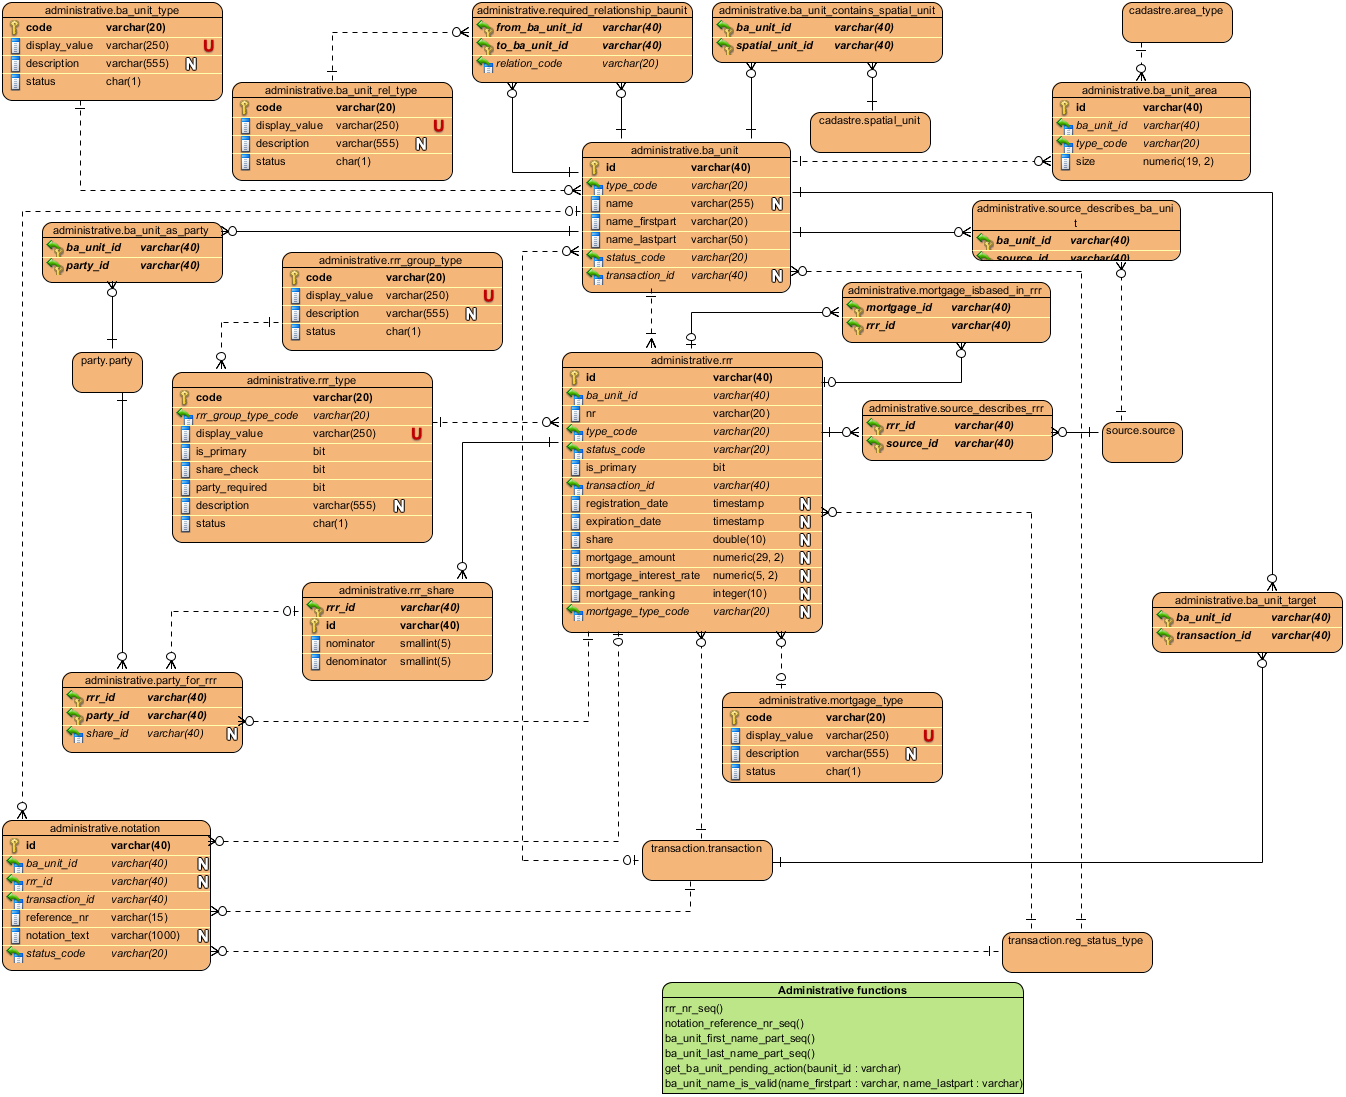 administrative.ba_unit_type
code varchar(20)
display_value varchar(250) U
description varchar(555) N
status char(1)
administrative.required_relationship_baunit
from_ba_unit_id varchar(40)
to_ba_unit_id varchar(40)
relation_code varchar(20)
administrative.ba_unit_contains_spatial_unit
ba_unit_id varchar(40)
spatial_unit_id varchar(40)
cadastre.area_type
administrative.ba_unit_rel_type
code varchar(20)
display_value varchar(250) U
description varchar(555) N
status char(1)
cadastre.spatial_unit
administrative.ba_unit_area
id varchar(40)
ba_unit_id varchar(40)
type_code varchar(20)
size numeric(19, 2)
administrative.ba_unit
id varchar(40)
type_code varchar(20)
name varchar(255) N
name_firstpart varchar(20)
name_lastpart varchar(50)
status_code varchar(20)
transaction_id varchar(40) N
administrative.source_describes_ba_uni
t
ba_unit_id varchar(40)
source_id varchar(40)
administrative.ba_unit_as_party
ba_unit_id varchar(40)
party_id varchar(40)
administrative.rrr_group_type
code varchar(20)
display_value varchar(250) U
description varchar(555) N
status char(1)
administrative.mortgage_isbased_in_rrr
mortgage_id varchar(40)
rrr_id varchar(40)
party.party
administrative.rrr_type
code varchar(20)
rrr_group_type_code varchar(20)
display_value varchar(250) U
is_primary bit
share_check bit
party_required bit
description varchar(555) N
status char(1)
administrative.rrr
id varchar(40)
ba_unit_id varchar(40)
nr varchar(20)
type_code varchar(20)
status_code varchar(20)
is_primary bit
transaction_id varchar(40)
registration_date timestamp N
expiration_date timestamp N
share double(10) N
mortgage_amount numeric(29, 2) N
mortgage_interest_rate numeric(5, 2) N
mortgage_ranking integer(10) N
mortgage_type_code varchar(20) N
administrative.source_describes_rrr
rrr_id varchar(40)
source_id varchar(40)
source.source
administrative.rrr_share
rrr_id varchar(40)
id varchar(40)
nominator smallint(5)
denominator smallint(5)
administrative.ba_unit_target
ba_unit_id varchar(40)
transaction_id varchar(40)
administrative.party_for_rrr
rrr_id varchar(40)
party_id varchar(40)
share_id varchar(40) N
administrative.mortgage_type
code varchar(20)
display_value varchar(250) U
description varchar(555) N
status char(1)
administrative.notation
id varchar(40)
ba_unit_id varchar(40) N
rrr_id varchar(40) N
transaction_id varchar(40)
reference_nr varchar(15)
notation_text varchar(1000) N
status_code varchar(20)
transaction.transaction
transaction.reg_status_type
Administrative functions
rrr_nr_seq()
notation_reference_nr_seq()
ba_unit_first_name_part_seq()
ba_unit_last_name_part_seq()
get_ba_unit_pending_action(baunit_id : varchar)
ba_unit_name_is_valid(name_firstpart : varchar, name_lastpart : varchar)